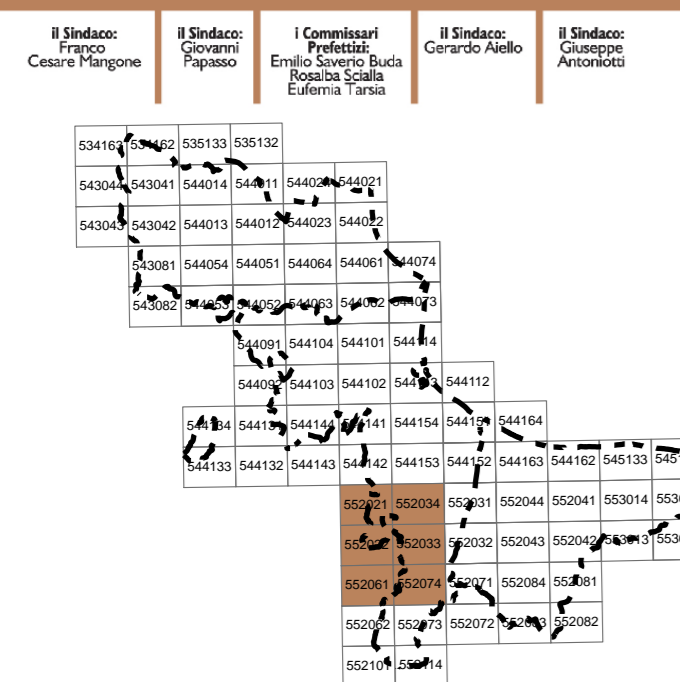 il Sindaco:
Franco
Cesare Mangone
il Sindaco:
Giovanni
Papasso
i Commissari
Prefettizi:
Emilio Saverio Buda
Rosalba Scialla
Eufemia Tarsia
il Sindaco:
Gerardo Aiello
il Sindaco:
Giuseppe
Antoniotti
534163 534162 535133 535132
543044 543041 544014 544011 544024 544021
543043 543042 544013 544012 544023 544022
543081 544054 544051 544064 544061 544074
543082 544053 544052 544063 544062 544073
544091 544104 544101 544114
544092 544103 544102 544113 544112
544134 544131 544144 544141 544154 544151 544164
544133 544132 544143 544142 544153 544152 544163 544162 545133
552021 552034 552031 552044 552041 553014
552022 552033 552032 552043 552042 553013
552061 552074 552071 552084 552081
552062 552073 552072 552083 552082
552101 552114